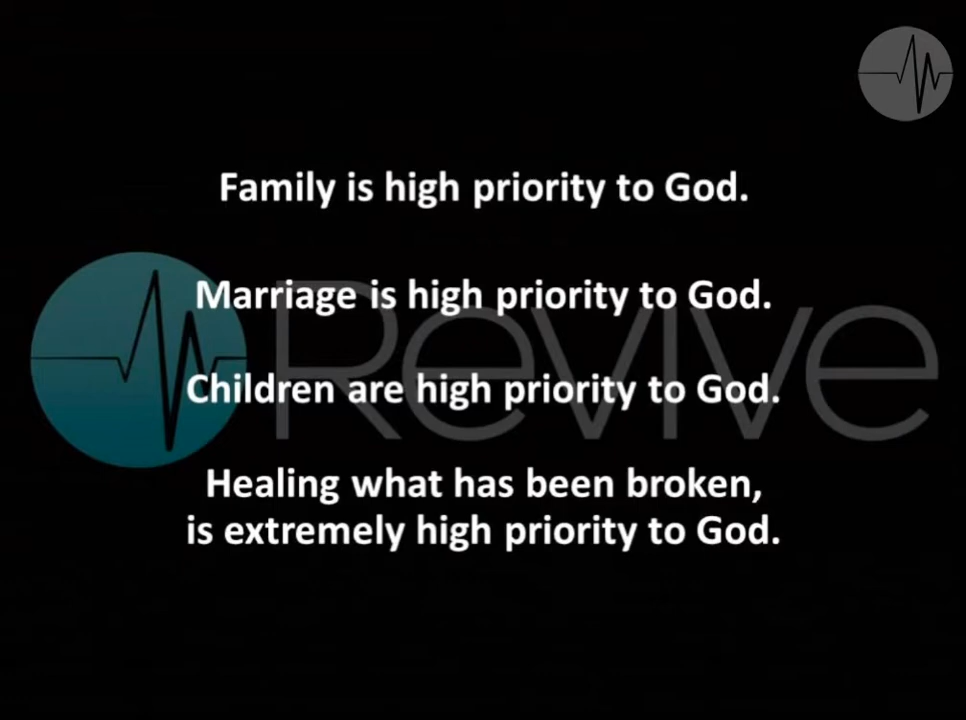 Family is high priority to God.
Marriage is high priority to God.
Revive
Children are high priority to God.
Healing what has been broken,
is extremely high priority to God.